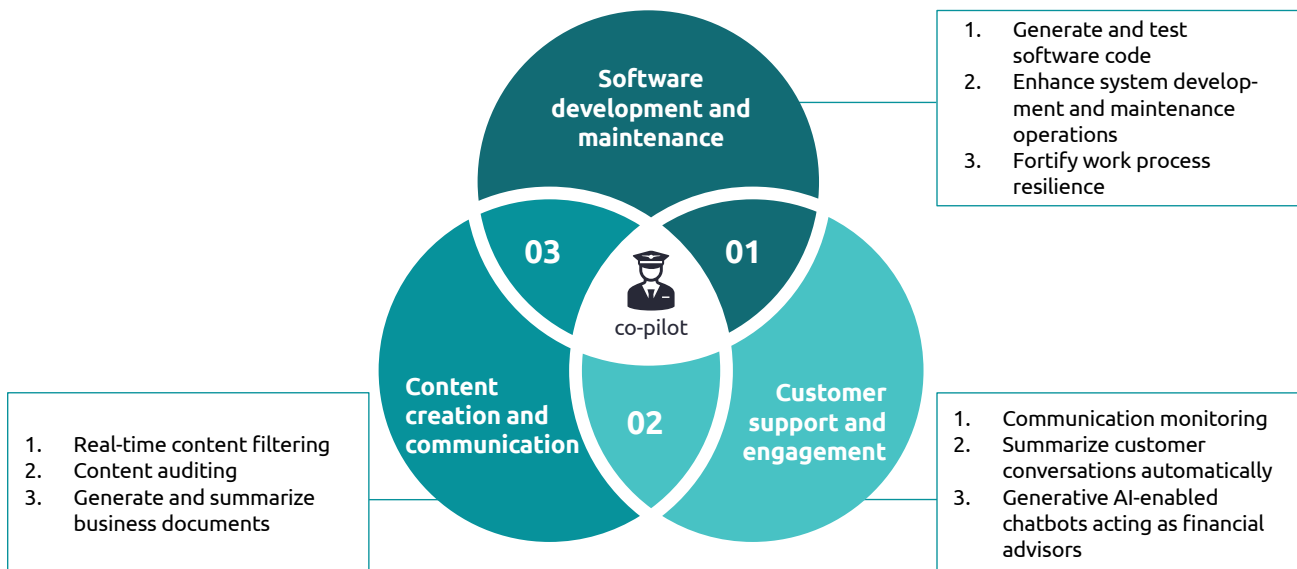 Software
development and
maintenance
1. Generate and test
software code
2. Enhance system develop-
ment and maintenance
operations
3. Fortify work process
resilience
03
01
co-pilot
Content
creation and
communication
02
Customer
support and
engagement
1. Real-time content filtering
2. Content auditing
3. Generate and summarize
business documents
1. Communication monitoring
2. Summarize customer
conversations automatically
3. Generative AI-enabled
chatbots acting as financial
advisors